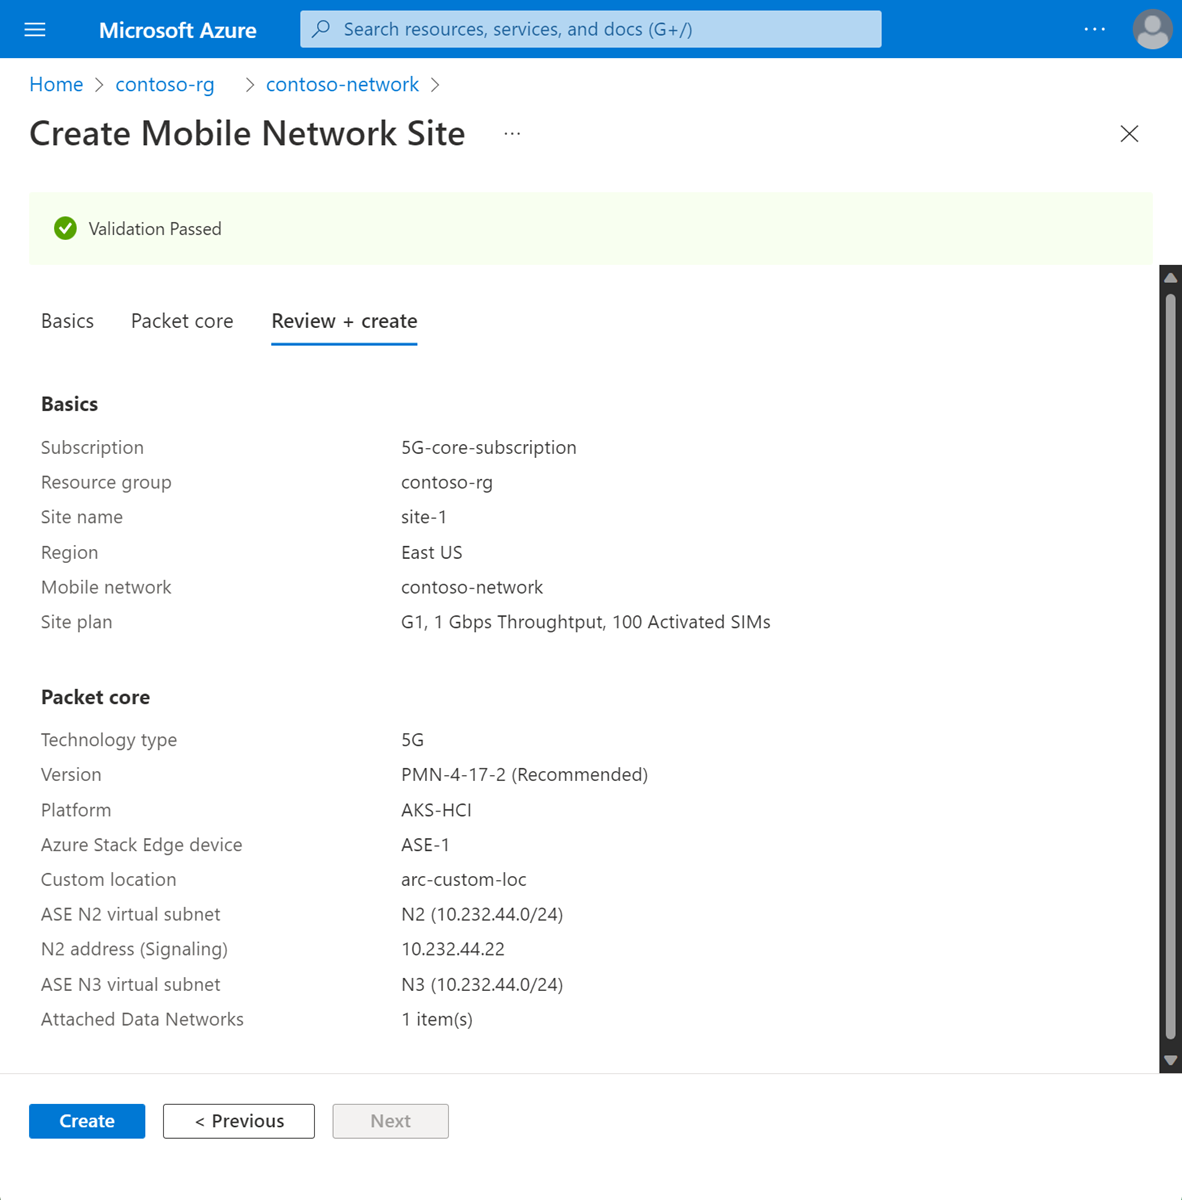 Microsoft Azure
Search resources, services, and docs (G+/)
Home > contoso-rg > contoso-network >
Create Mobile Network Site ...
Validation Passed
Basics Packet core Review + create
Basics
Subscription 5G-core-subscription
Resource group contoso-rg
Site name site-1
Region East US
Mobile network contoso-network
Site plan G1, 1 Gbps Throughtput, 100 Activated SIMs
Packet core
Technology type 5G
Version PMN-4-17-2 (Recommended)
Platform AKS-HCI
Azure Stack Edge device ASE-1
Custom location arc-custom-loc
ASE N2 virtual subnet N2 (10.232.44.0/24)
N2 address (Signaling) 10.232.44.22
ASE N3 virtual subnet N3 (10.232.44.0/24)
Attached Data Networks 1 item(s)
Create < Previous Next